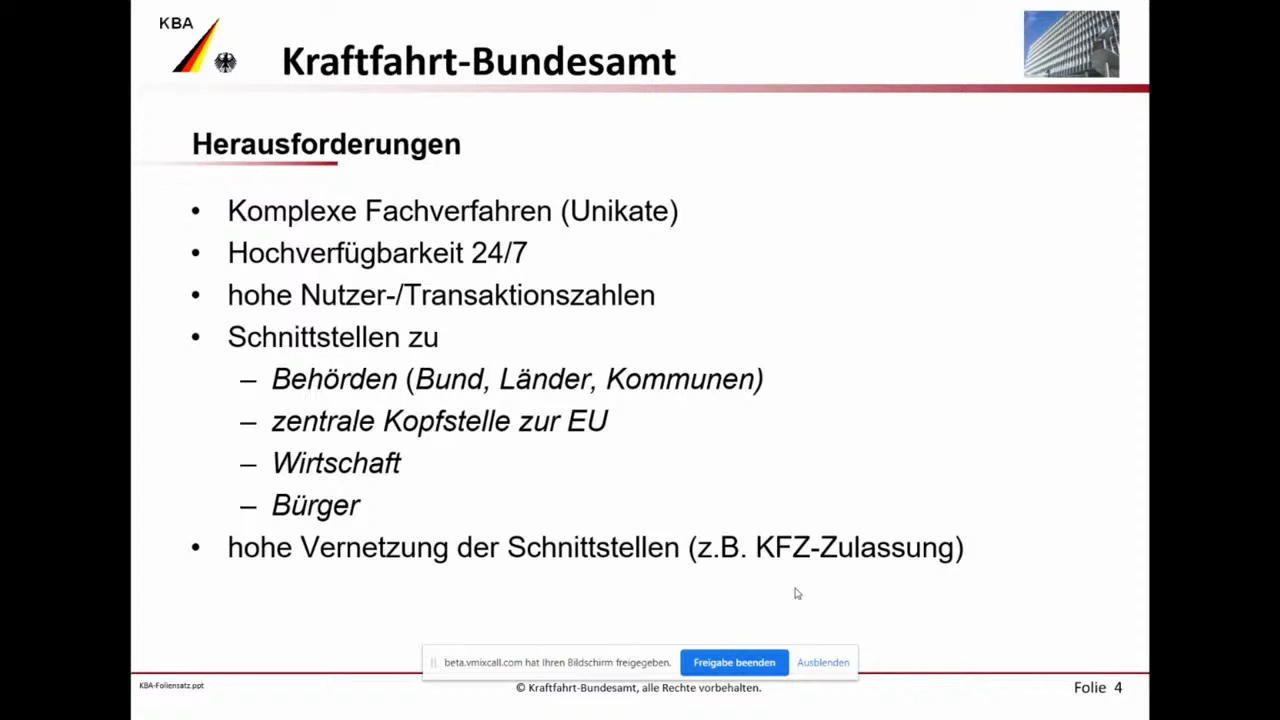 KBA
Kraftfahrt-Bundesamt
Herausforderungen
• Komplexe Fachverfahren (Unikate)
• Hochverfügbarkeit 24/7
• hohe Nutzer-/Transaktionszahlen
• Schnittstellen zu
– Behörden (Bund, Länder, Kommunen)
– zentrale Kopfstelle zur EU
– Wirtschaft
– Bürger
• hohe Vernetzung der Schnittstellen (z.B. KFZ-Zulassung)
beta.vmixcall.com hat Ihren Bildschirm freigegeben.
Freigabe beenden
Ausblenden
KBA-Foliensatz.ppt
© Kraftfahrt-Bundesamt, alle Rechte vorbehalten.
Folie 4